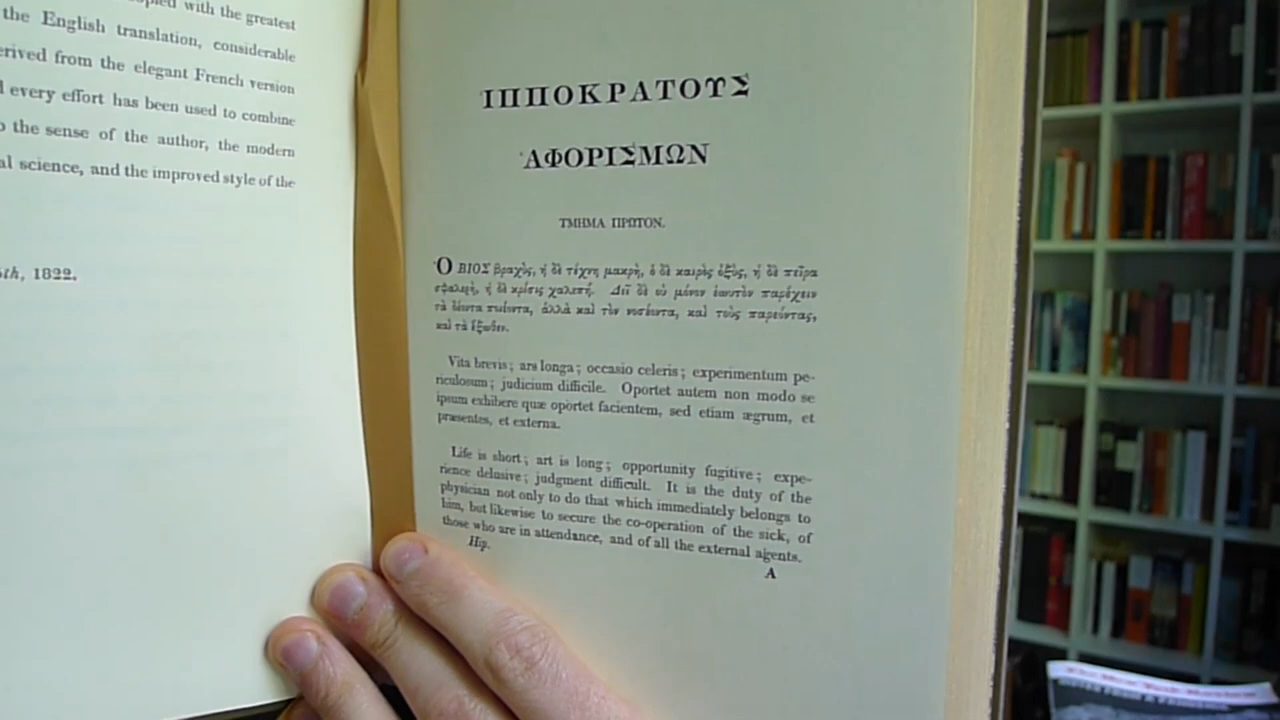 with the greatest
the English translation, considerable
from the elegant French version
every effort has been used to combine
the sense of the author, the modern
science, and the improved style of the
1822.
ἹΠΠΟΚΡΑΤΟΥΣ
ἈΦΟΡΙΣΜΩΝ
ΤΜΗΜΑ ΠΡΩΤΟΝ.
Ὁ ΒΙΟΣ βραχὺς, ἡ δὲ τέχνη μακρὴ, ὁ δὲ καιρὸς ὀξὺς, ἡ δὲ πεῖρα
σφαλερὴ, ἡ δὲ κρίσις χαλεπή. Δεῖ δὲ οὐ μόνον ἑωυτὸν παρέχειν
τὰ δέοντα ποιέοντα, ἀλλὰ καὶ τὸν νοσέοντα, καὶ τοὺς παρεόντας,
καὶ τὰ ἔξωθεν.
Vita brevis; ars longa; occasio celeris; experimentum pe-
riculosum; judicium difficile. Oportet autem non modo se
ipsum exhibere quæ oportet facientem, sed etiam ægrum, et
præsentes, et externa.
Life is short; art is long; opportunity fugitive; expe-
rience delusive; judgment difficult. It is the duty of the
physician not only to do that which immediately belongs to
him, but likewise to secure the co-operation of the sick, of
those who are in attendance, and of all the external agents.
Hip.
A